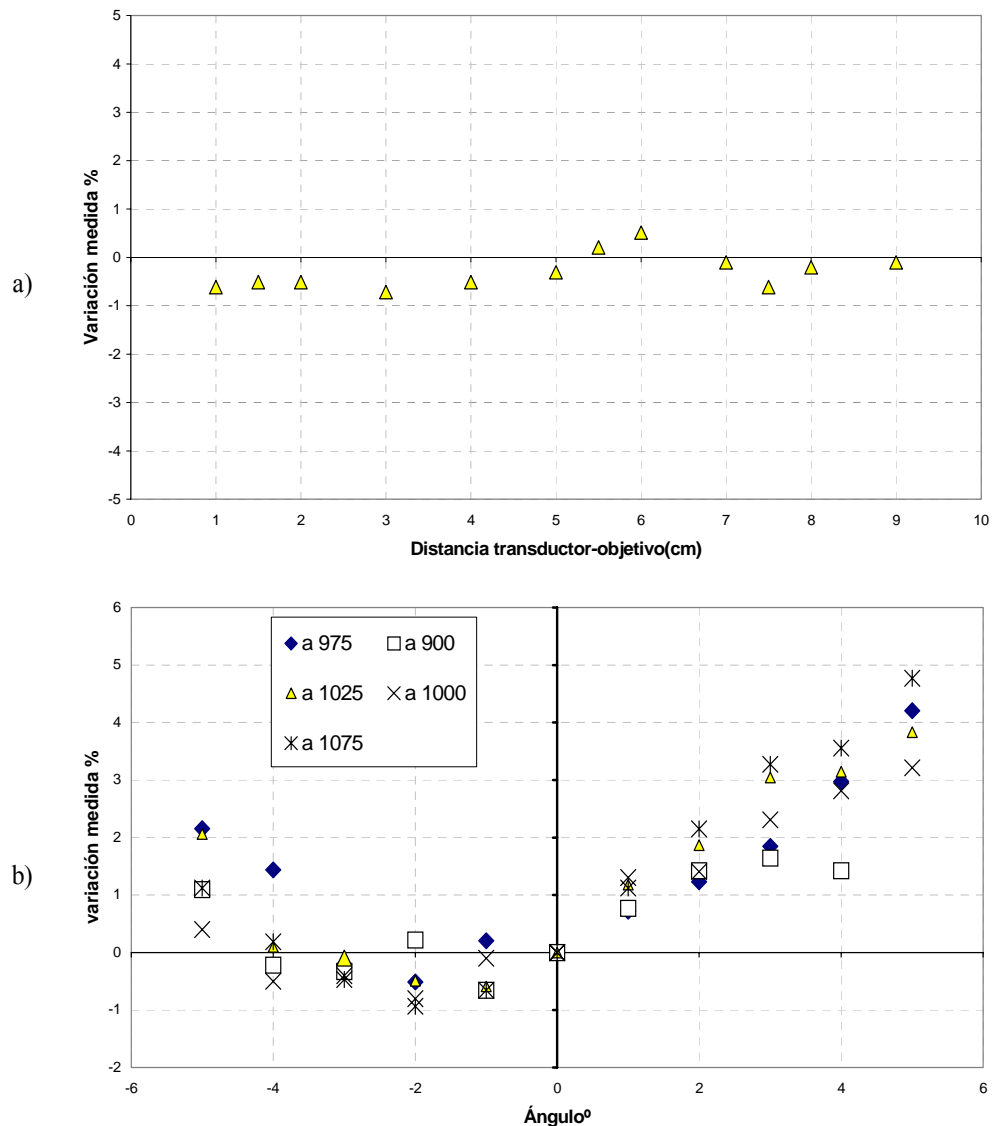 5
4
3
2
1
0
-1
-2
-3
-4
-5
Variación medida %
a)
0 1 2 3 4 5 6 7 8 9 10
Distancia transductor-objetivo(cm)
6
5
4
3
2
1
0
-1
-2
a 975 a 900
a 1025 a 1000
a 1075
variación medida %
b)
-6 -4 -2 0 2 4 6
Ánguloº